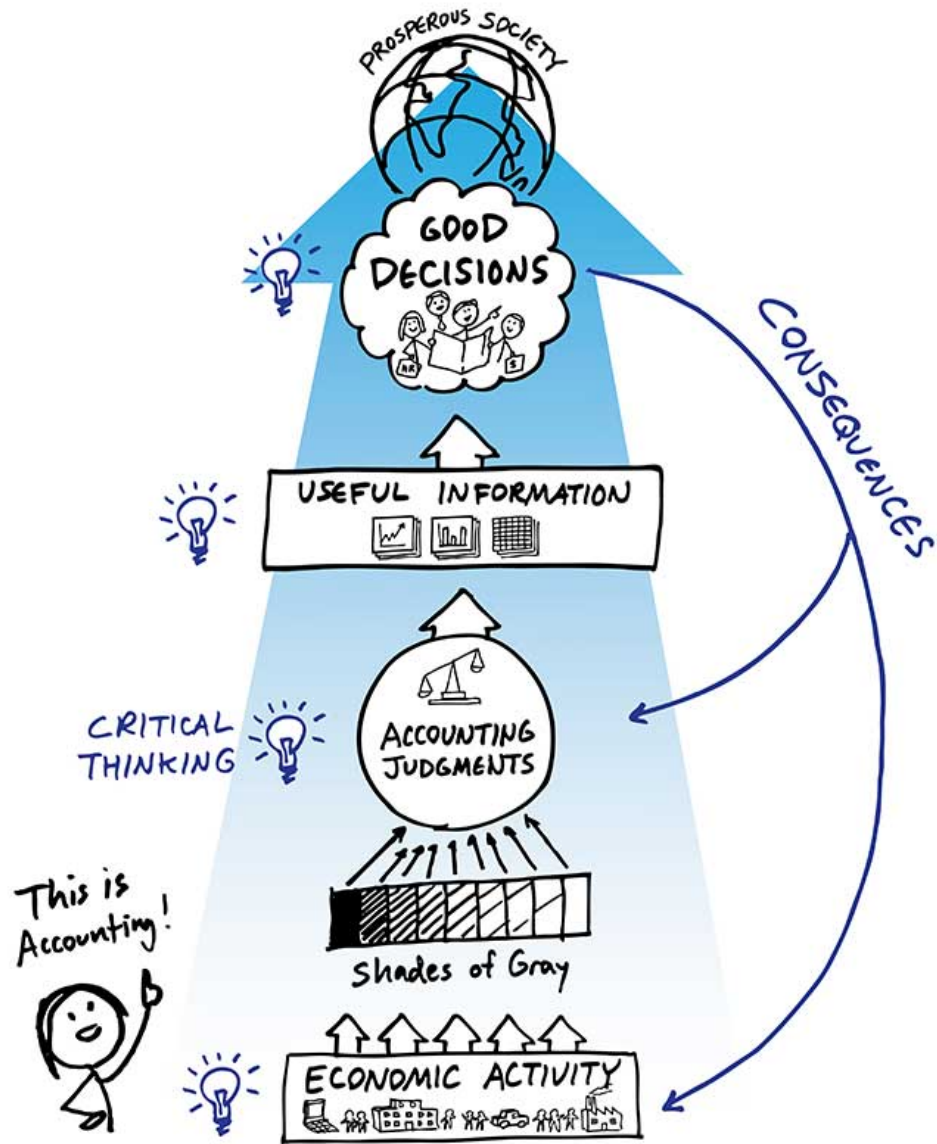 PROSPEROUS SOCIETY
GOOD
DECISIONS
HR
$
CONSEQUENCES
USEFUL INFORMATION
CRITICAL
THINKING
ACCOUNTING
JUDGMENTS
This is
Accounting!
Shades of Gray
ECONOMIC ACTIVITY